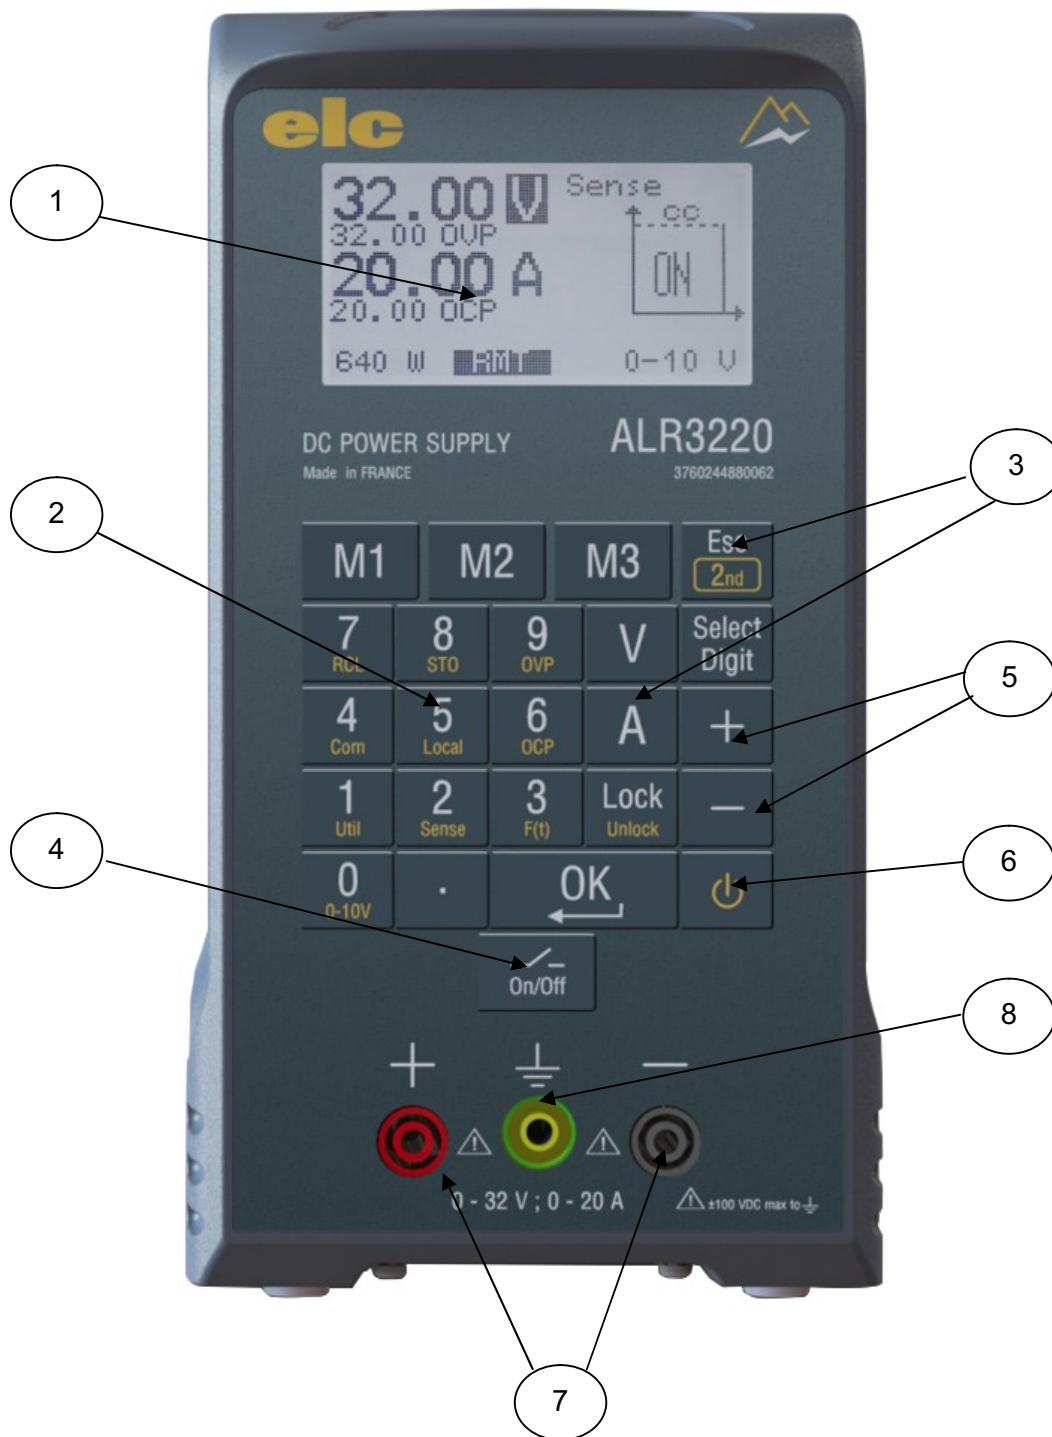 elc
1
32.00 V Sense
32.00 OVP
cc
20.00 A
ON
20.00 OCP
640 W
0-10 V
DC POWER SUPPLY
ALR3220
Made in FRANCE
3760244880062
3
2
M1 M2 M3 Esc
2nd
7 8 9 V Select
Digit
RCL STO OVP
5
4 5 6 A +
Com Local OCP
1 2 3 Lock −
Util Sense F(t) Unlock
4
6
0 . OK
0-10V
On/Off
8
+ −
0 - 32 V ; 0 - 20 A
±100 VDC max to
7